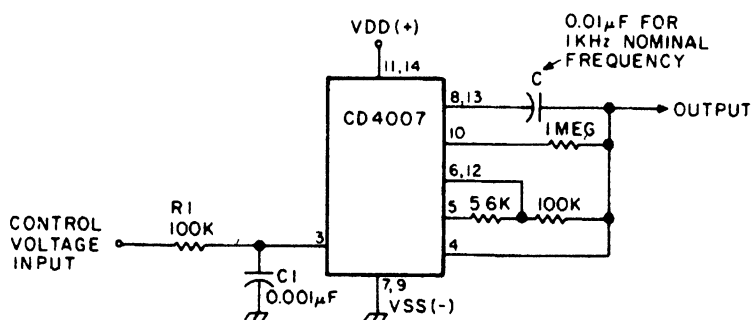 0.01µF FOR
1KHz NOMINAL
FREQUENCY
VDD(+)
11,14
C
8,13
OUTPUT
CD4007
1MEG
10
6,12
5
56K
100K
CONTROL
VOLTAGE
INPUT
R1
100K
3
4
C1
0.001µF
7,9
VSS(-)